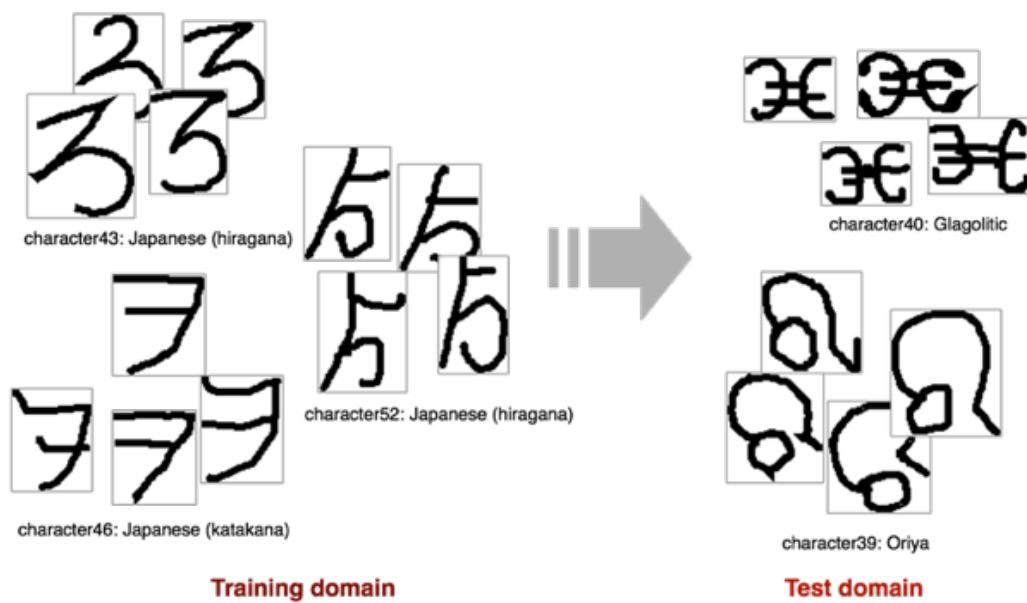 character43: Japanese (hiragana)
character52: Japanese (hiragana)
character46: Japanese (katakana)
Training domain
character40: Glagolitic
character39: Oriya
Test domain